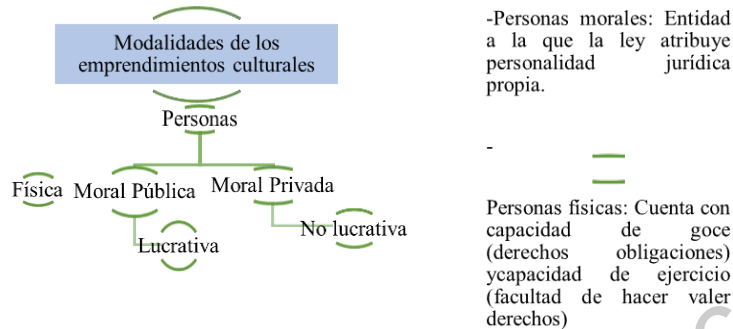 Modalidades de los
emprendimientos culturales
Personas
Física
Moral Pública
Moral Privada
Lucrativa
No lucrativa
-Personas morales: Entidad
a la que la ley atribuye
personalidad jurídica
propia.
-
Personas físicas: Cuenta con
capacidad de goce
(derechos obligaciones)
ycapacidad de ejercicio
(facultad de hacer valer
derechos)